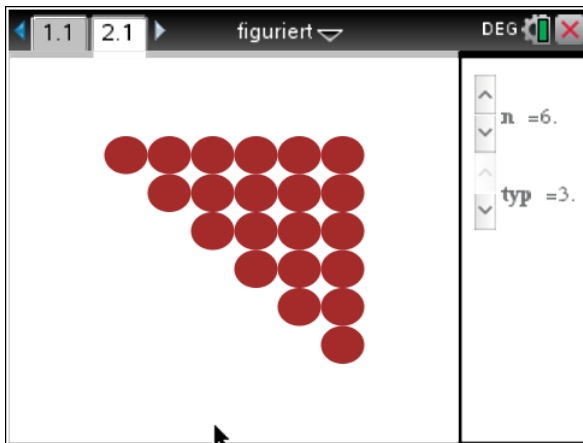 1.1 2.1 figuriert DEG
n =6.
typ =3.